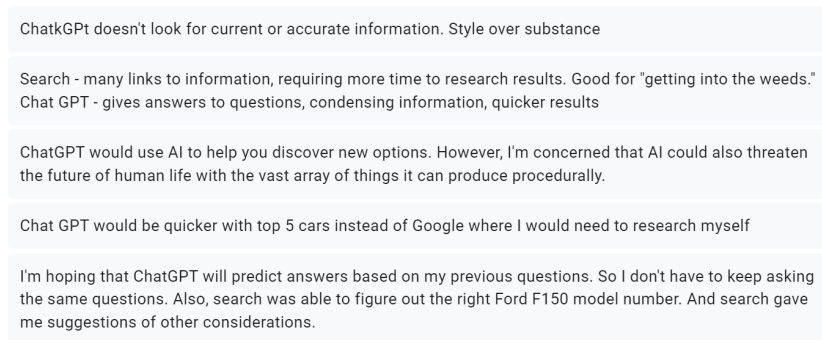 ChatkGPt doesn't look for current or accurate information. Style over substance
Search - many links to information, requiring more time to research results. Good for "getting into the weeds."
Chat GPT - gives answers to questions, condensing information, quicker results
ChatGPT would use AI to help you discover new options. However, I'm concerned that AI could also threaten
the future of human life with the vast array of things it can produce procedurally.
Chat GPT would be quicker with top 5 cars instead of Google where I would need to research myself
I'm hoping that ChatGPT will predict answers based on my previous questions. So I don't have to keep asking
the same questions. Also, search was able to figure out the right Ford F150 model number. And search gave
me suggestions of other considerations.